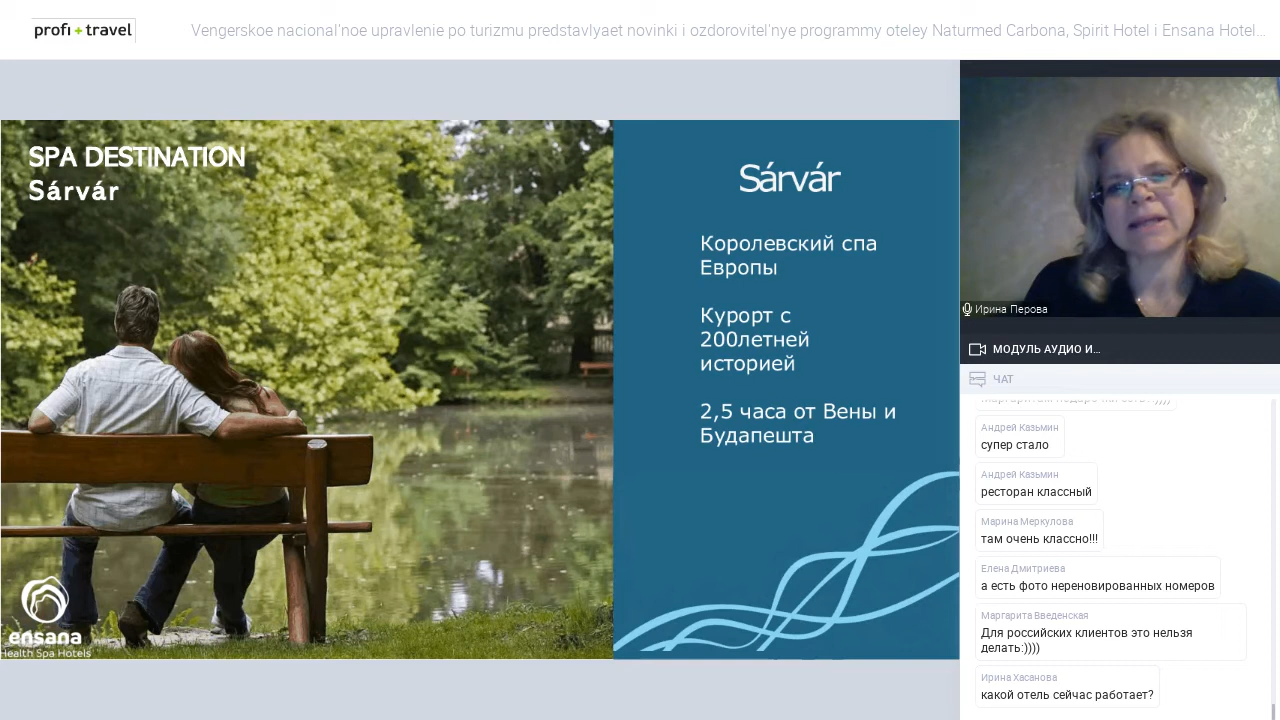 profi+travel
Vengerskoe nacional'noe upravlenie po turizmu predstavlyaet novinki i ozdorovitel'nye programmy oteley Naturmed Carbona, Spirit Hotel i Ensana Hotel...
SPA DESTINATION
Sárvár
ensana
Health Spa Hotels
Sárvár
Королевский спа
Европы
Курорт с
200летней
историей
2,5 часа от Вены и
Будапешта
Ирина Перова
МОДУЛЬ АУДИО И...
ЧАТ
Андрей Казьмин
супер стало
Андрей Казьмин
ресторан классный
Марина Меркулова
там очень классно!!!
Елена Дмитриева
а есть фото нереновированных номеров
Маргарита Введенская
Для российских клиентов это нельзя
делать:))))
Ирина Хасанова
какой отель сейчас работает?